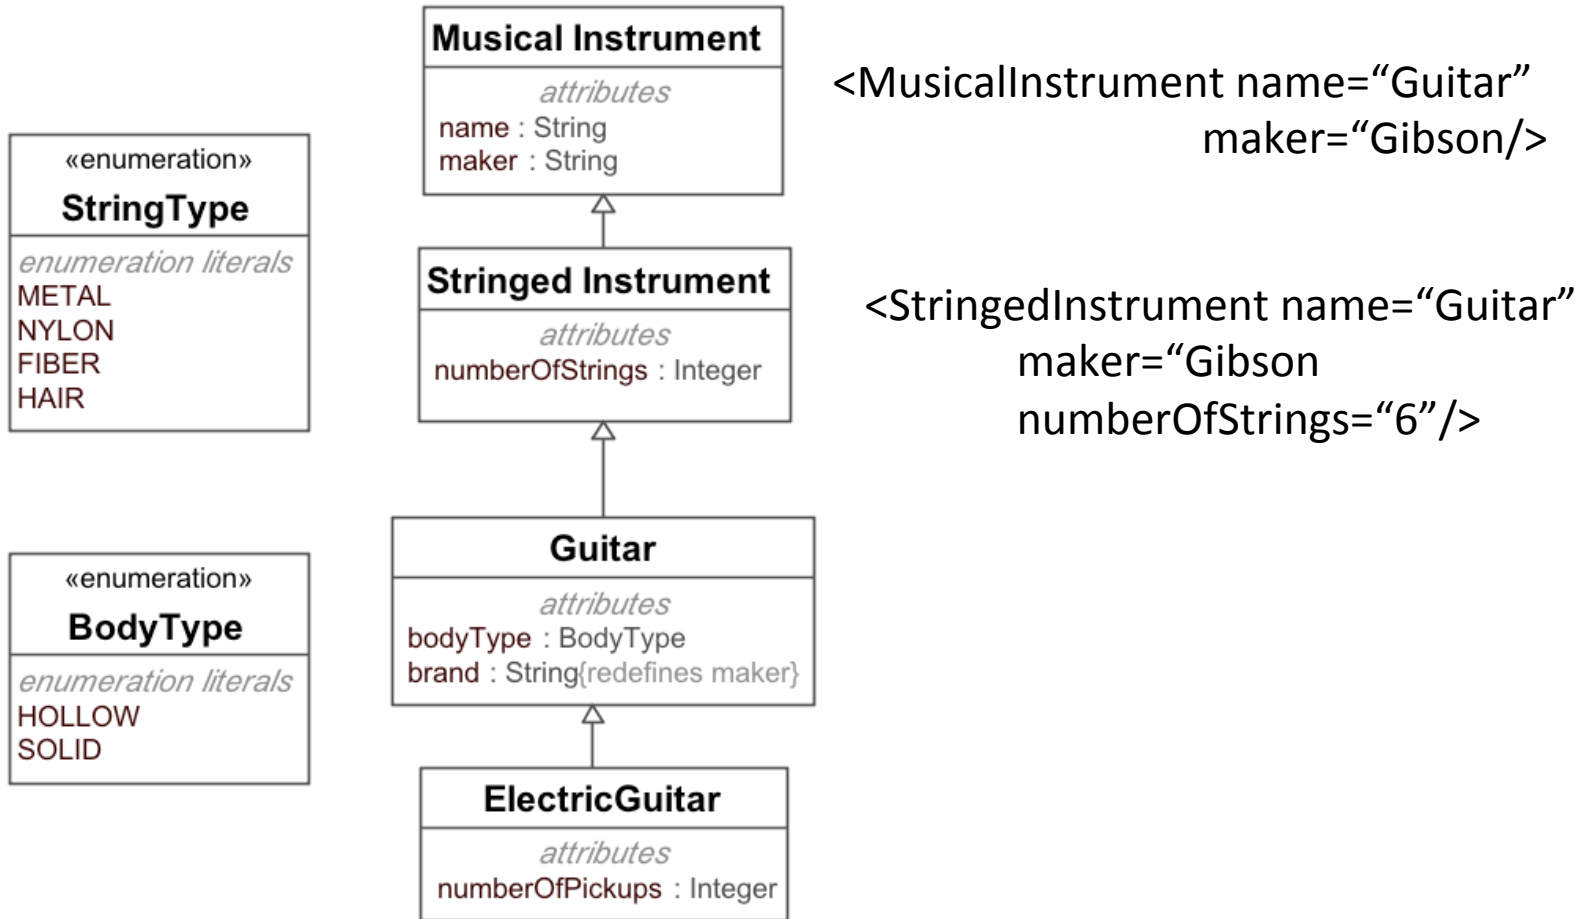 «enumeration»
StringType
enumeration literals
METAL
NYLON
FIBER
HAIR
«enumeration»
BodyType
enumeration literals
HOLLOW
SOLID
Musical Instrument
attributes
name : String
maker : String
Stringed Instrument
attributes
numberOfStrings : Integer
Guitar
attributes
bodyType : BodyType
brand : String{redefines maker}
ElectricGuitar
attributes
numberOfPickups : Integer
<MusicalInstrument name=“Guitar”
maker=“Gibson/>
<StringedInstrument name=“Guitar”
maker=“Gibson
numberOfStrings=“6”/>